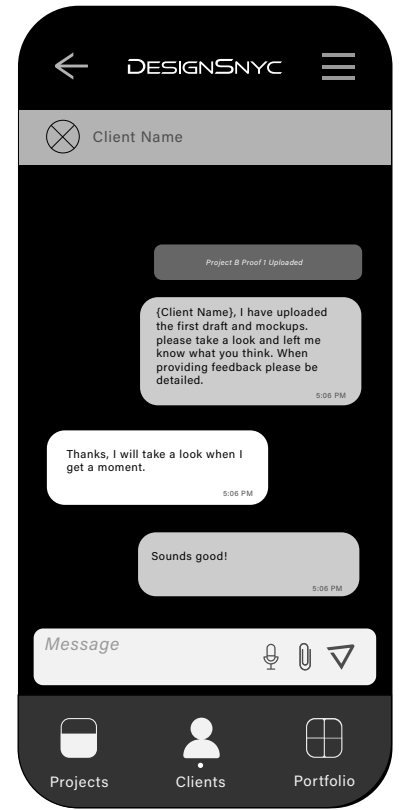 DesignSnyc
Client Name
Project B Proof 1 Uploaded
{Client Name}, I have uploaded
the first draft and mockups.
please take a look and left me
know what you think. When
providing feedback please be
detailed.
5:06 PM
Thanks, I will take a look when I
get a moment.
5:06 PM
Sounds good!
5:06 PM
Message
Projects
Clients
Portfolio